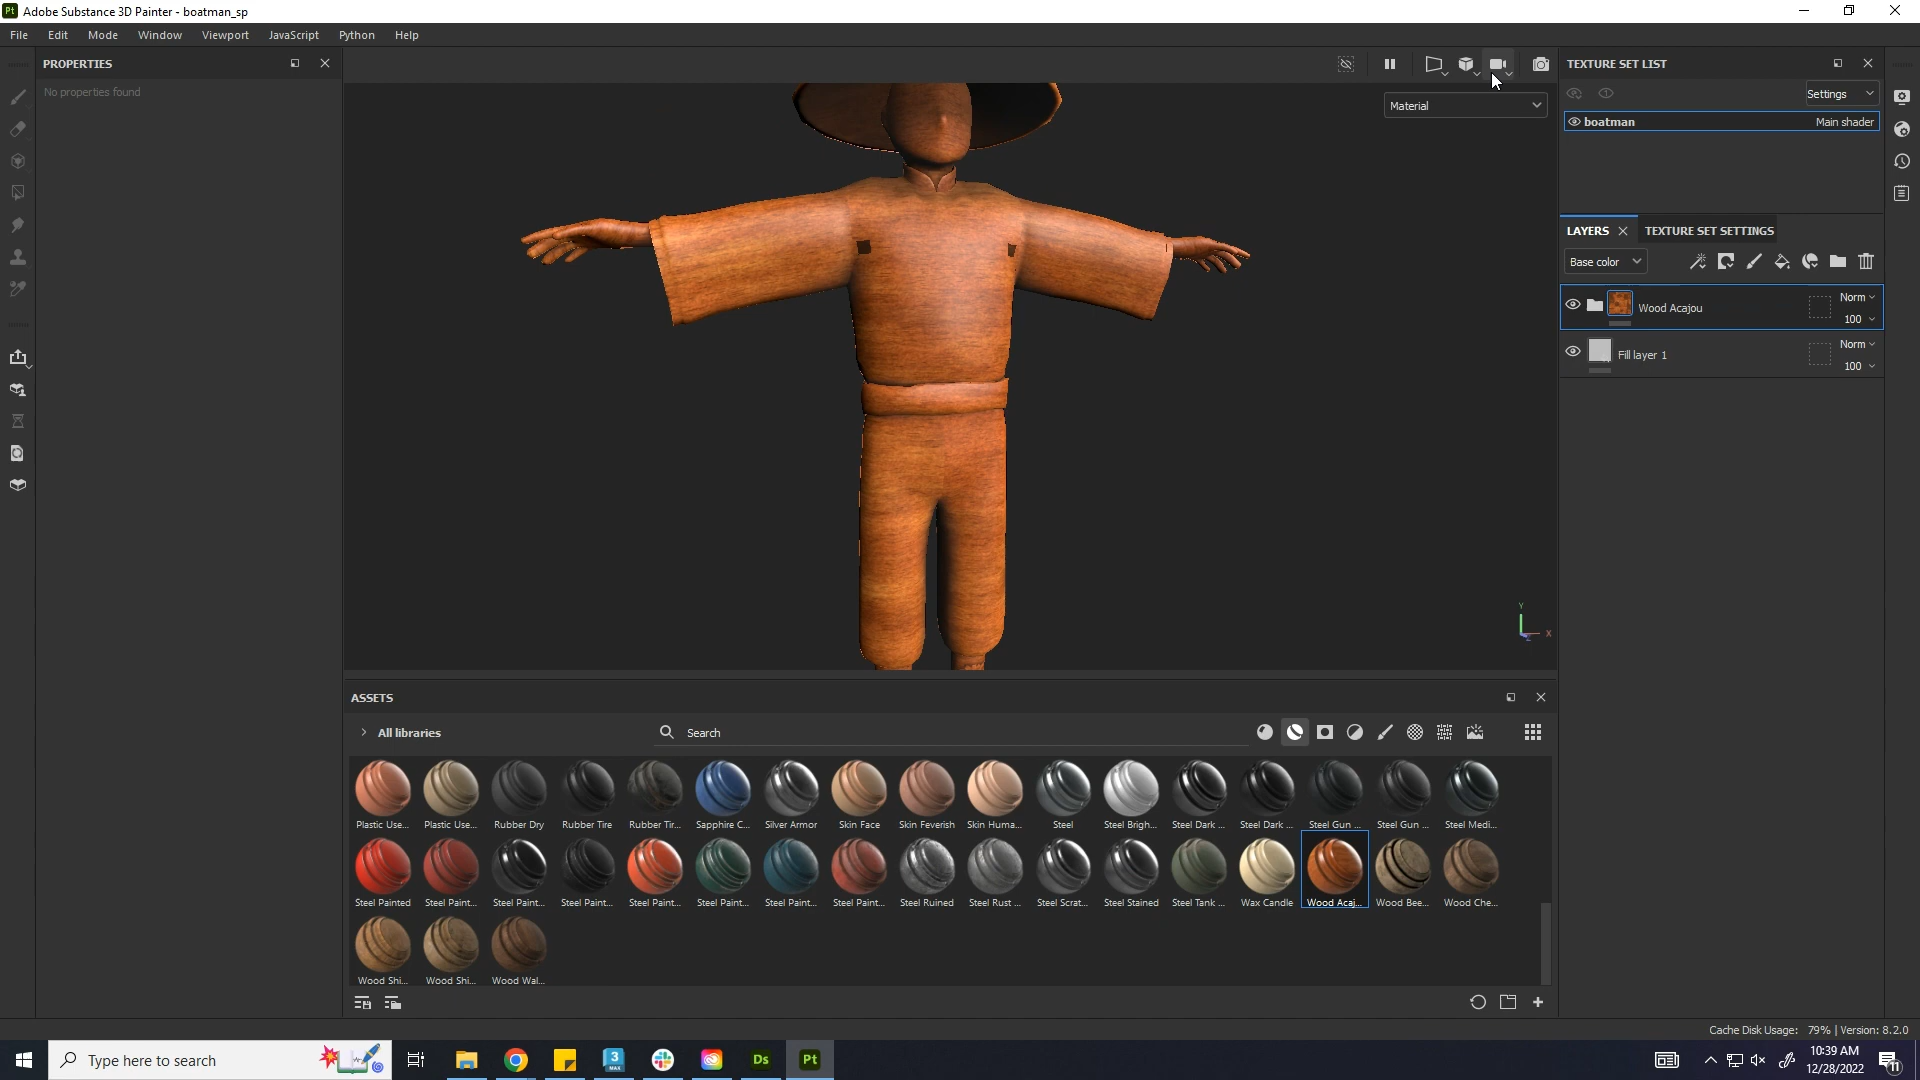 Pt Adobe Substance 3D Painter - boatman_sp
File Edit Mode Window Viewport JavaScript Python Help
PROPERTIES
No properties found
Material
Y
X
TEXTURE SET LIST
Settings
boatman Main shader
LAYERS TEXTURE SET SETTINGS
Base color
Wood Acajou Norm
100
Fill layer 1 Norm
100
ASSETS
All libraries Search
Plastic Use... Plastic Use... Rubber Dry Rubber Tire Rubber Tir... Sapphire C... Silver Armor Skin Face Skin Feverish Skin Huma... Steel Steel Brigh... Steel Dark ... Steel Dark ... Steel Gun ... Steel Gun ... Steel Medi...
Steel Painted Steel Paint... Steel Paint... Steel Paint... Steel Paint... Steel Paint... Steel Paint... Steel Paint... Steel Ruined Steel Rust ... Steel Scrat... Steel Stained Steel Tank ... Wax Candle Wood Acaj... Wood Bee... Wood Che...
Wood Shi... Wood Shi... Wood Wal...
Cache Disk Usage: 79% | Version: 8.2.0
Type here to search
3
MAX
Ds
Pt
10:39 AM
12/28/2022
11